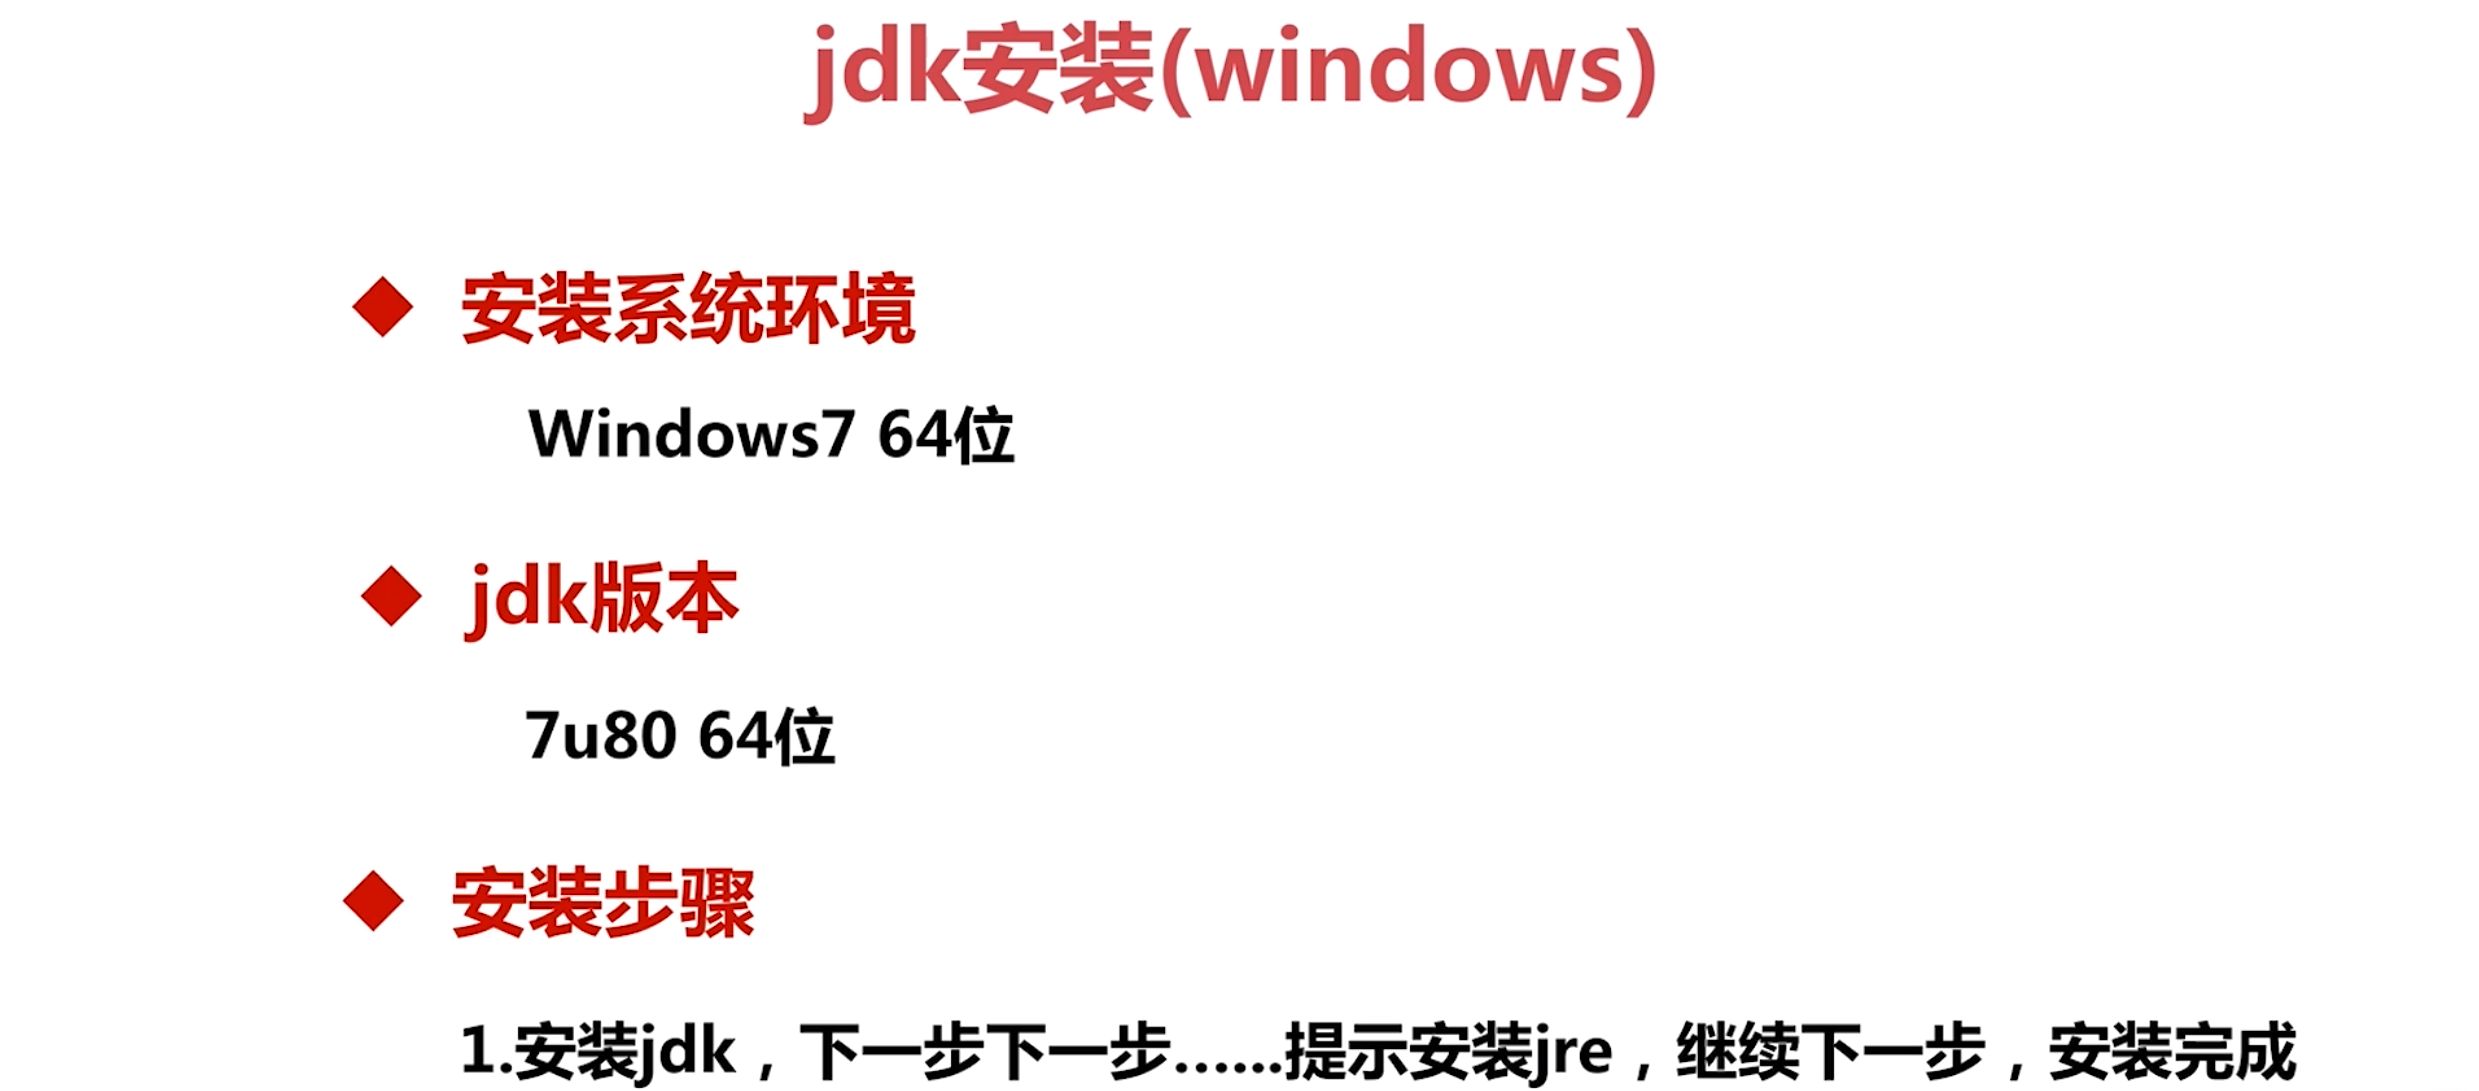 jdk安装(windows)
◆ 安装系统环境
Windows7 64位
◆ jdk版本
7u80 64位
◆ 安装步骤
1.安装jdk，下一步下一步......提示安装jre，继续下一步，安装完成